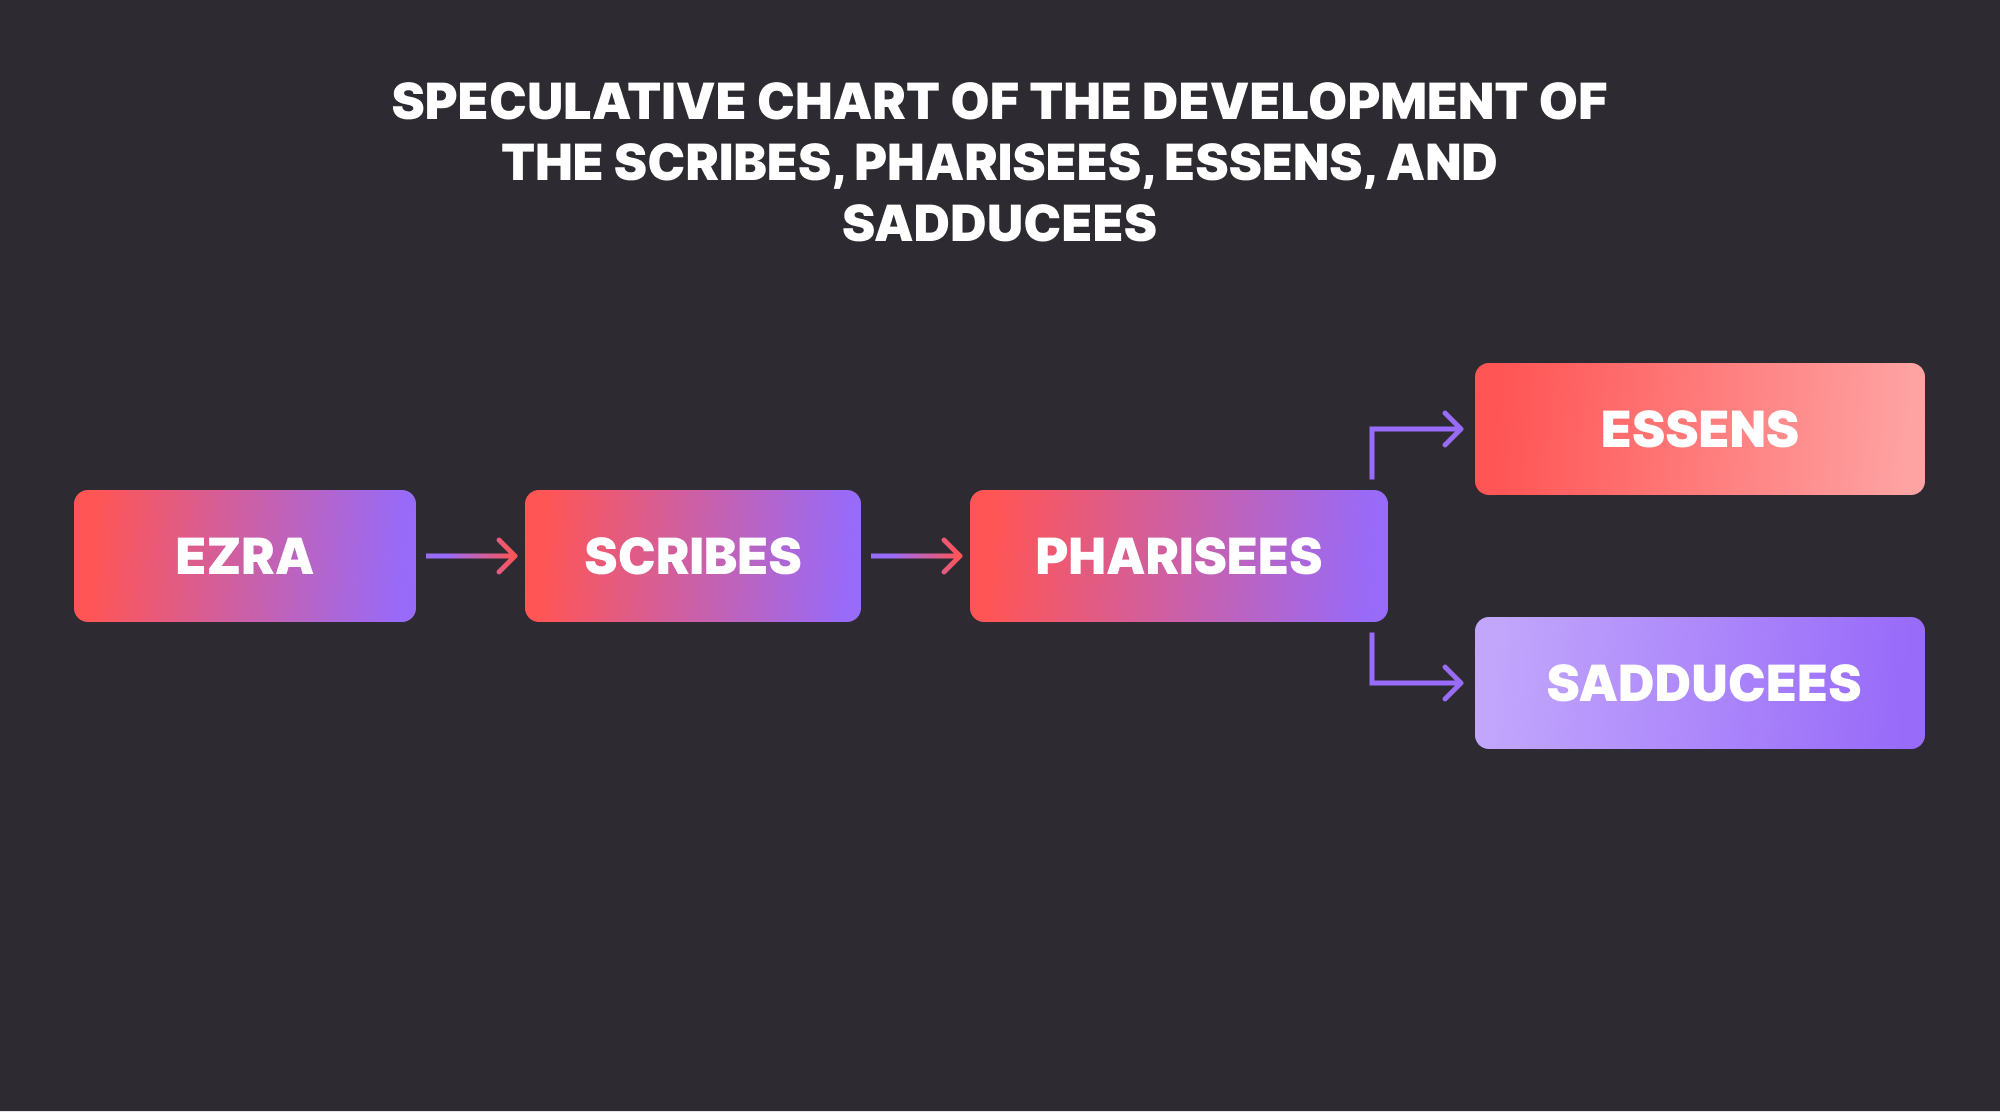 SPECULATIVE CHART OF THE DEVELOPMENT OF
THE SCRIBES, PHARISEES, ESSENS, AND
SADDUCEES
ESSENS
EZRA
SCRIBES
PHARISEES
SADDUCEES